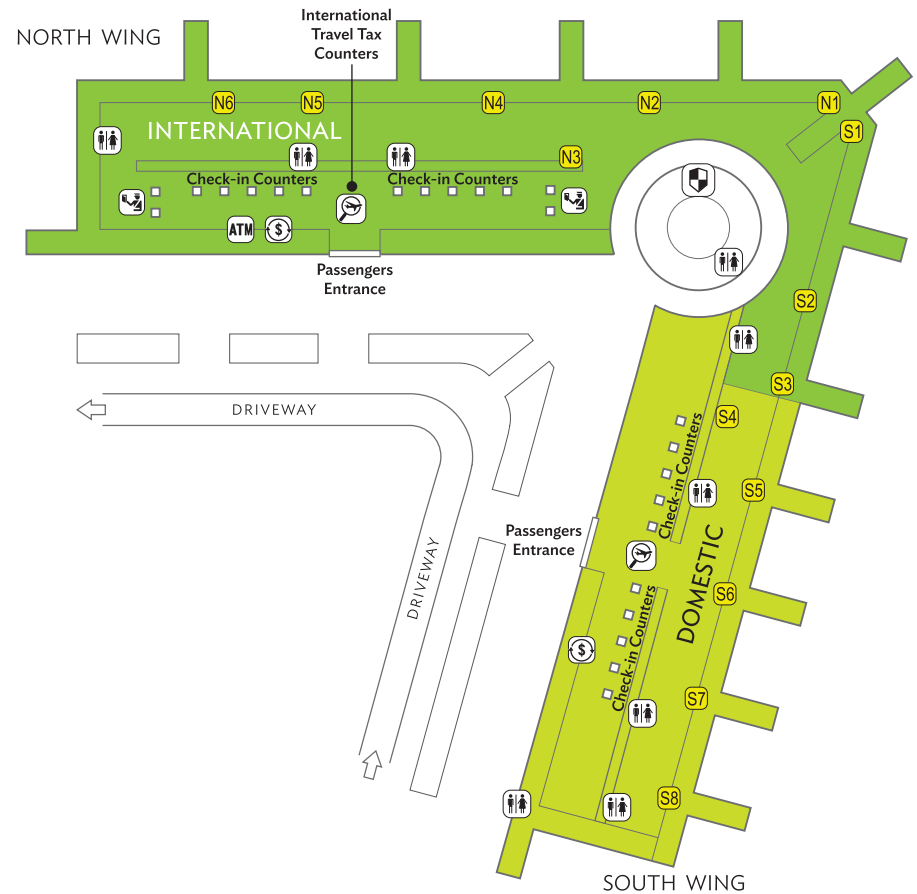 International
Travel Tax
Counters
NORTH WING
N6
N5
N4
N2
N1
S1
INTERNATIONAL
N3
Check-in Counters
Check-in Counters
ATM
$
Passengers
Entrance
S2
S3
DRIVEWAY
S4
Check-in Counters
S5
Passengers
Entrance
DOMESTIC
DRIVEWAY
S6
Check-in Counters
$
S7
S8
SOUTH WING